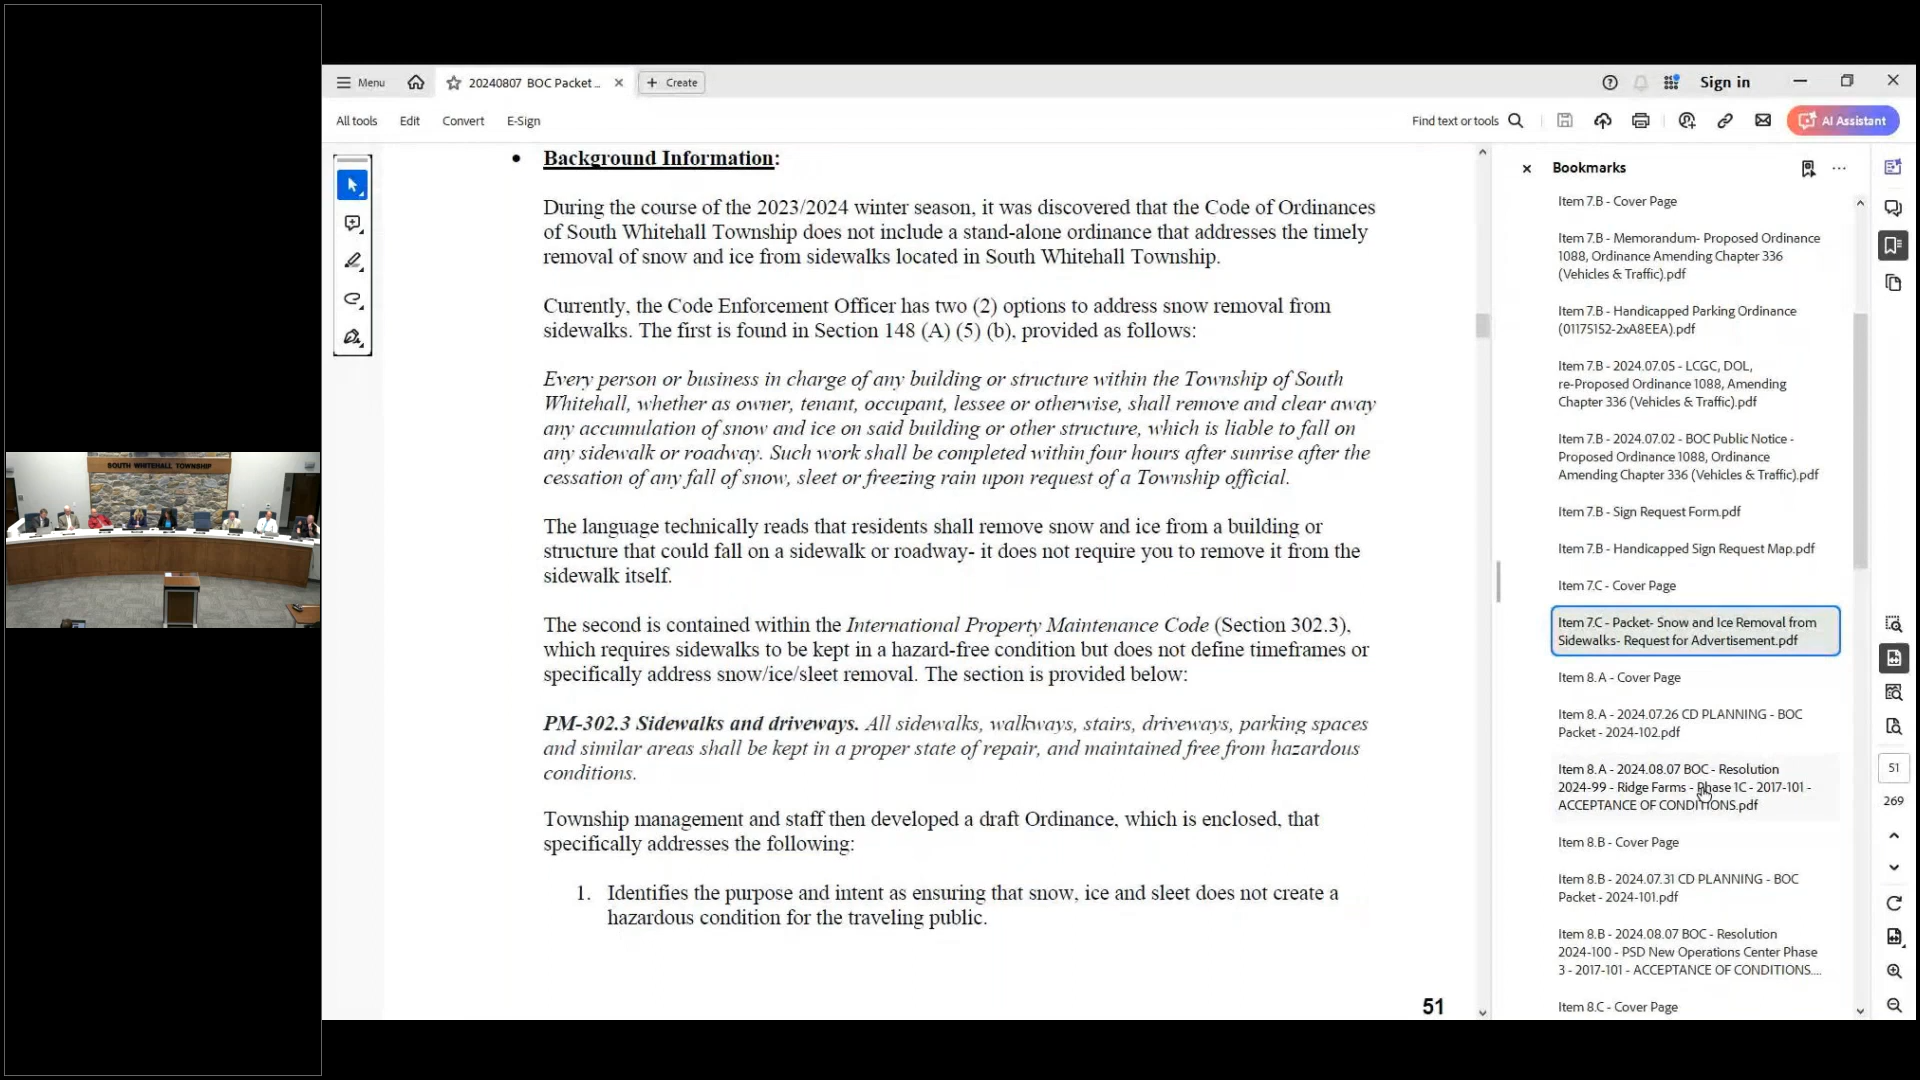 SOUTH WHITEHALL TOWNSHIP
Menu
20240807 BOC Packet ...
Create
Sign in
All tools
Edit
Convert
E-Sign
Find text or tools
AI Assistant
• Background Information:
During the course of the 2023/2024 winter season, it was discovered that the Code of Ordinances
of South Whitehall Township does not include a stand-alone ordinance that addresses the timely
removal of snow and ice from sidewalks located in South Whitehall Township.
Currently, the Code Enforcement Officer has two (2) options to address snow removal from
sidewalks. The first is found in Section 148 (A) (5) (b), provided as follows:
Every person or business in charge of any building or structure within the Township of South
Whitehall, whether as owner, tenant, occupant, lessee or otherwise, shall remove and clear away
any accumulation of snow and ice on said building or other structure, which is liable to fall on
any sidewalk or roadway. Such work shall be completed within four hours after sunrise after the
cessation of any fall of snow, sleet or freezing rain upon request of a Township official.
The language technically reads that residents shall remove snow and ice from a building or
structure that could fall on a sidewalk or roadway- it does not require you to remove it from the
sidewalk itself.
The second is contained within the International Property Maintenance Code (Section 302.3),
which requires sidewalks to be kept in a hazard-free condition but does not define timeframes or
specifically address snow/ice/sleet removal. The section is provided below:
PM-302.3 Sidewalks and driveways. All sidewalks, walkways, stairs, driveways, parking spaces
and similar areas shall be kept in a proper state of repair, and maintained free from hazardous
conditions.
Township management and staff then developed a draft Ordinance, which is enclosed, that
specifically addresses the following:
1. Identifies the purpose and intent as ensuring that snow, ice and sleet does not create a
hazardous condition for the traveling public.
51
Bookmarks
Item 7.B - Cover Page
Item 7.B - Memorandum- Proposed Ordinance
1088, Ordinance Amending Chapter 336
(Vehicles & Traffic).pdf
Item 7.B - Handicapped Parking Ordinance
(01175152-2xA8EEA).pdf
Item 7.B - 2024.07.05 - LCGC, DOL,
re-Proposed Ordinance 1088, Amending
Chapter 336 (Vehicles & Traffic).pdf
Item 7.B - 2024.07.02 - BOC Public Notice -
Proposed Ordinance 1088, Ordinance
Amending Chapter 336 (Vehicles & Traffic).pdf
Item 7.B - Sign Request Form.pdf
Item 7.B - Handicapped Sign Request Map.pdf
Item 7.C - Cover Page
Item 7.C - Packet- Snow and Ice Removal from
Sidewalks- Request for Advertisement.pdf
Item 8.A - Cover Page
Item 8.A - 2024.07.26 CD PLANNING - BOC
Packet - 2024-102.pdf
Item 8.A - 2024.08.07 BOC - Resolution
2024-99 - Ridge Farms - Phase 1C - 2017-101 -
ACCEPTANCE OF CONDITIONS.pdf
Item 8.B - Cover Page
Item 8.B - 2024.07.31 CD PLANNING - BOC
Packet - 2024-101.pdf
Item 8.B - 2024.08.07 BOC - Resolution
2024-100 - PSD New Operations Center Phase
3 - 2017-101 - ACCEPTANCE OF CONDITIONS....
Item 8.C - Cover Page
51
269